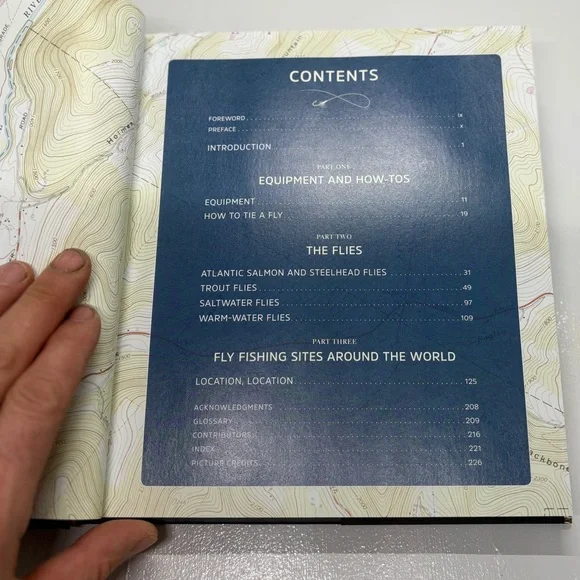 CONTENTS
FOREWORD ix
PREFACE x
INTRODUCTION 1
PART ONE
EQUIPMENT AND HOW-TOS
EQUIPMENT 11
HOW TO TIE A FLY 19
PART TWO
THE FLIES
ATLANTIC SALMON AND STEELHEAD FLIES 31
TROUT FLIES 49
SALTWATER FLIES 97
WARM-WATER FLIES 109
PART THREE
FLY FISHING SITES AROUND THE WORLD
LOCATION, LOCATION 125
ACKNOWLEDGMENTS 208
GLOSSARY 209
CONTRIBUTORS 216
INDEX 221
PICTURE CREDITS 226